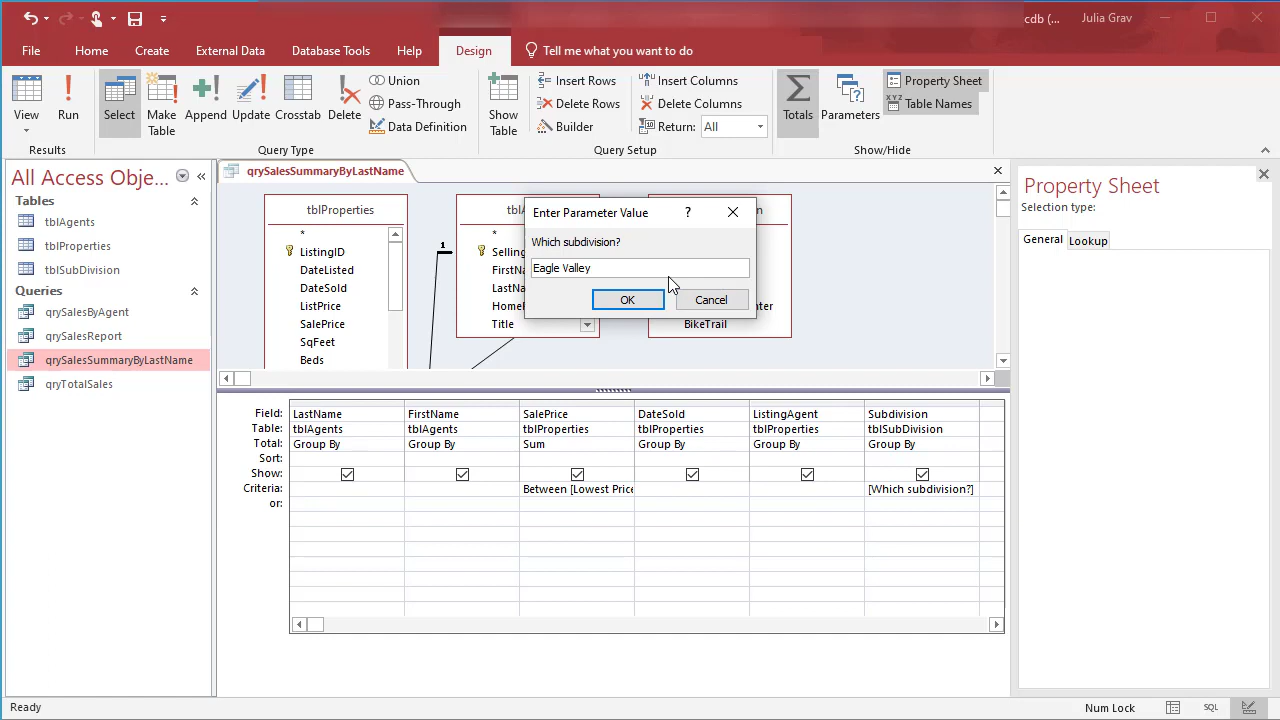 cdb (...
Julia Grav
File
Home
Create
External Data
Database Tools
Help
Design
Tell me what you want to do
View
Run
Results
Select
Make Table
Append
Update
Crosstab
Delete
Union
Pass-Through
Data Definition
Query Type
Show Table
Insert Rows
Delete Rows
Builder
Insert Columns
Delete Columns
Return: All
Query Setup
Totals
Parameters
Property Sheet
XYZ
Table Names
Show/Hide
All Access Obje...
Tables
tblAgents
tblProperties
tblSubDivision
Queries
qrySalesByAgent
qrySalesReport
qrySalesSummaryByLastName
qryTotalSales
qrySalesSummaryByLastName
tblProperties
*
ListingID
DateListed
DateSold
ListPrice
SalePrice
SqFeet
Beds
1
*
Title
BikeTrail
Enter Parameter Value
?
Which subdivision?
Eagle Valley
OK
Cancel
Field: LastName FirstName SalePrice DateSold ListingAgent Subdivision
Table: tblAgents tblAgents tblProperties tblProperties tblProperties tblSubDivision
Total: Group By Group By Sum Group By Group By Group By
Sort:
Show:
Criteria: Between [Lowest Price [Which subdivision?]
or:
Property Sheet
Selection type:
General
Lookup
Ready
Num Lock
SQL